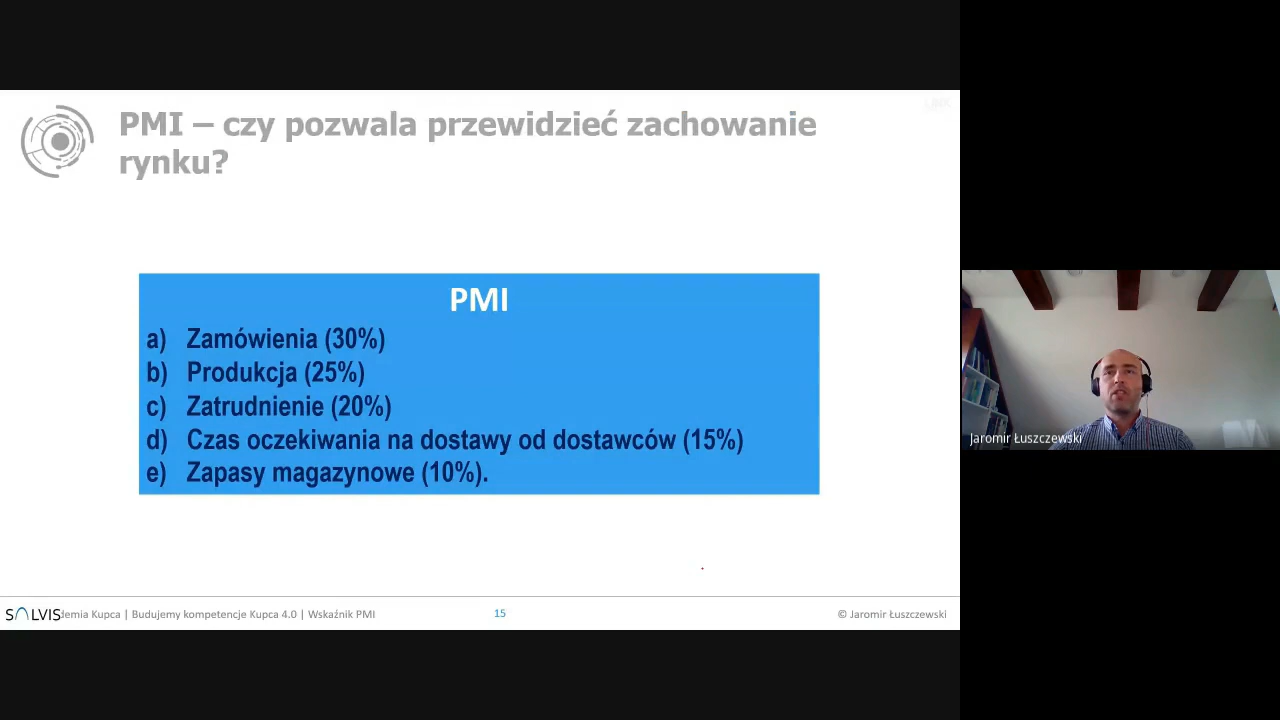 PMI – czy pozwala przewidzieć zachowanie
rynku?
PMI
a) Zamówienia (30%)
b) Produkcja (25%)
c) Zatrudnienie (20%)
d) Czas oczekiwania na dostawy od dostawców (15%)
e) Zapasy magazynowe (10%).
SALVIS
Kupca | Budujemy kompetencje Kupca 4.0 | Wskaźnik PMI
15
© Jaromir Łuszczewski
Jaromir Łuszczewski